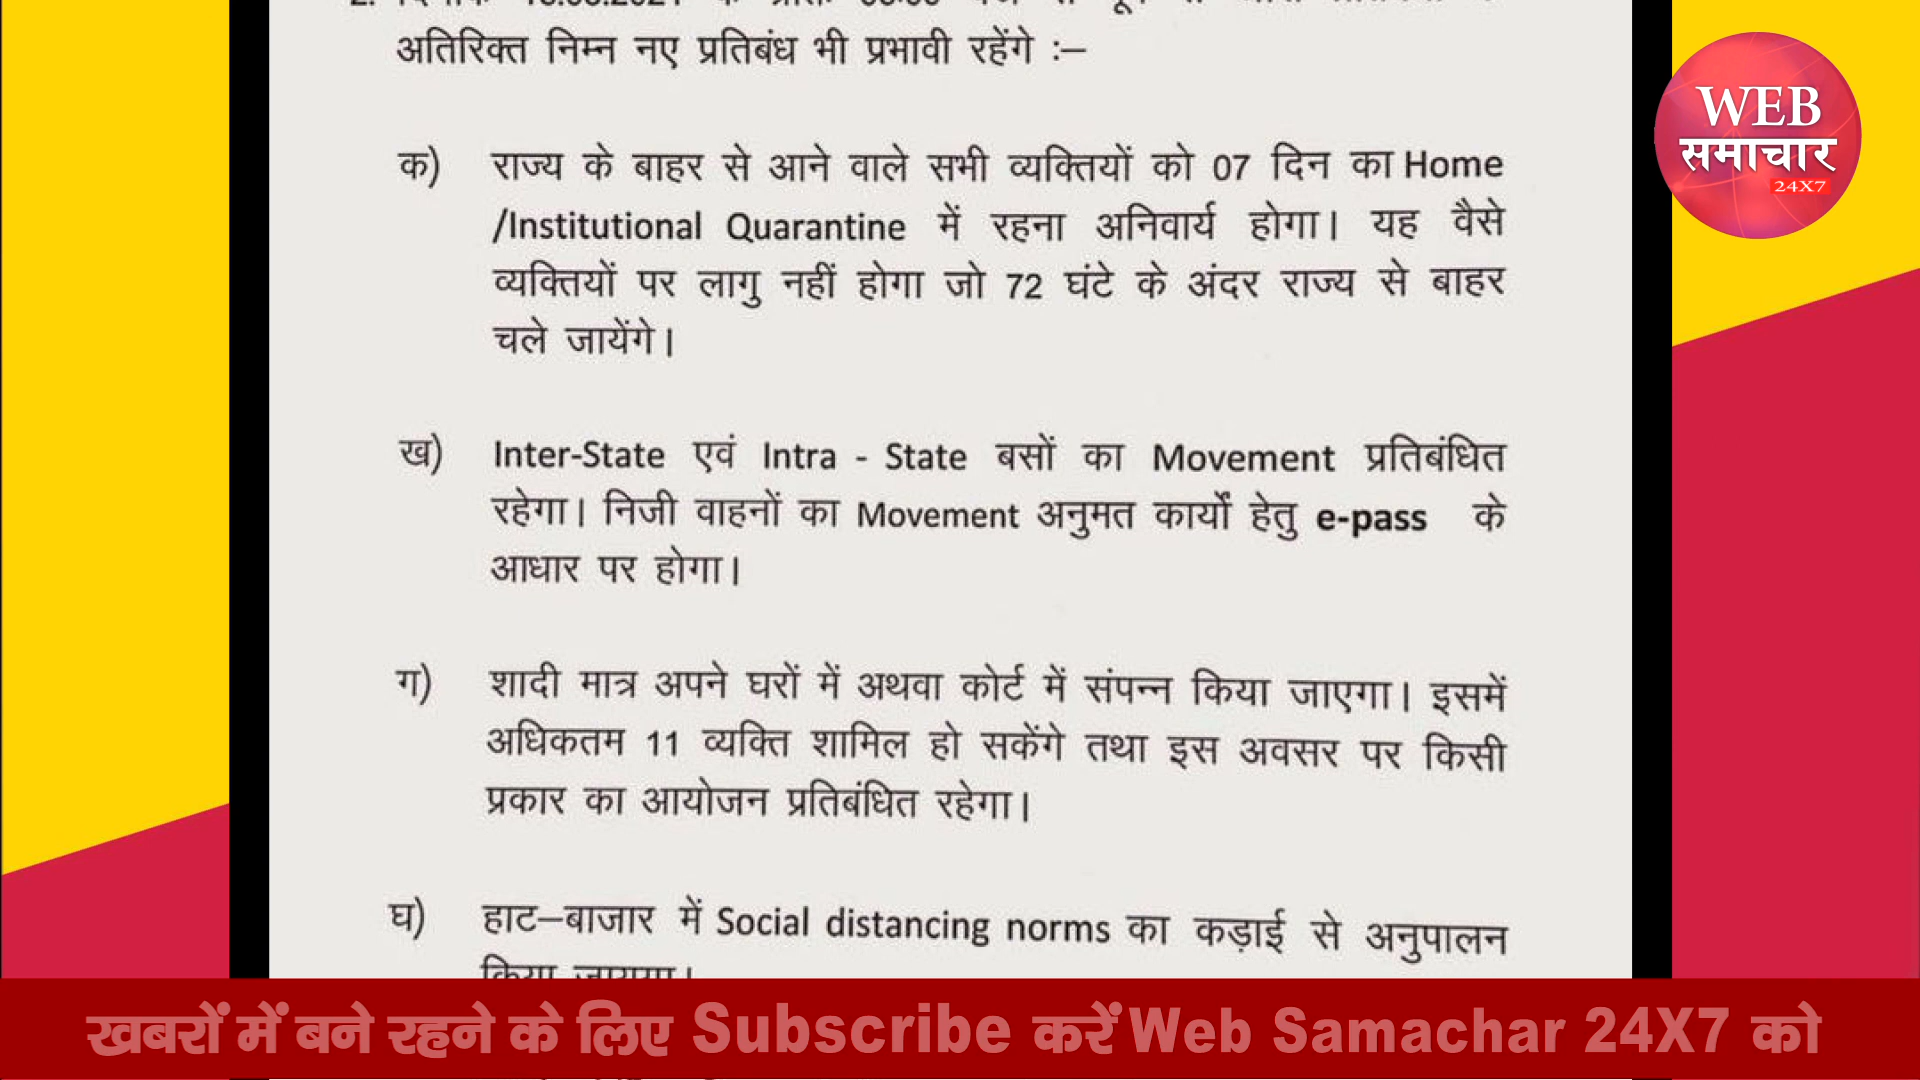 अतिरिक्त निम्न नए प्रतिबंध भी प्रभावी रहेंगे :–
क) राज्य के बाहर से आने वाले सभी व्यक्तियों को 07 दिन का Home
/Institutional Quarantine में रहना अनिवार्य होगा। यह वैसे
व्यक्तियों पर लागु नहीं होगा जो 72 घंटे के अंदर राज्य से बाहर
चले जायेंगे।
ख) Inter-State एवं Intra - State बसों का Movement प्रतिबंधित
रहेगा। निजी वाहनों का Movement अनुमत कार्यों हेतु e-pass के
आधार पर होगा।
ग) शादी मात्र अपने घरों में अथवा कोर्ट में संपन्न किया जाएगा। इसमें
अधिकतम 11 व्यक्ति शामिल हो सकेंगे तथा इस अवसर पर किसी
प्रकार का आयोजन प्रतिबंधित रहेगा।
घ) हाट–बाजार में Social distancing norms का कड़ाई से अनुपालन
WEB
समाचार
24X7
खबरों में बने रहने के लिए Subscribe करें Web Samachar 24X7 को